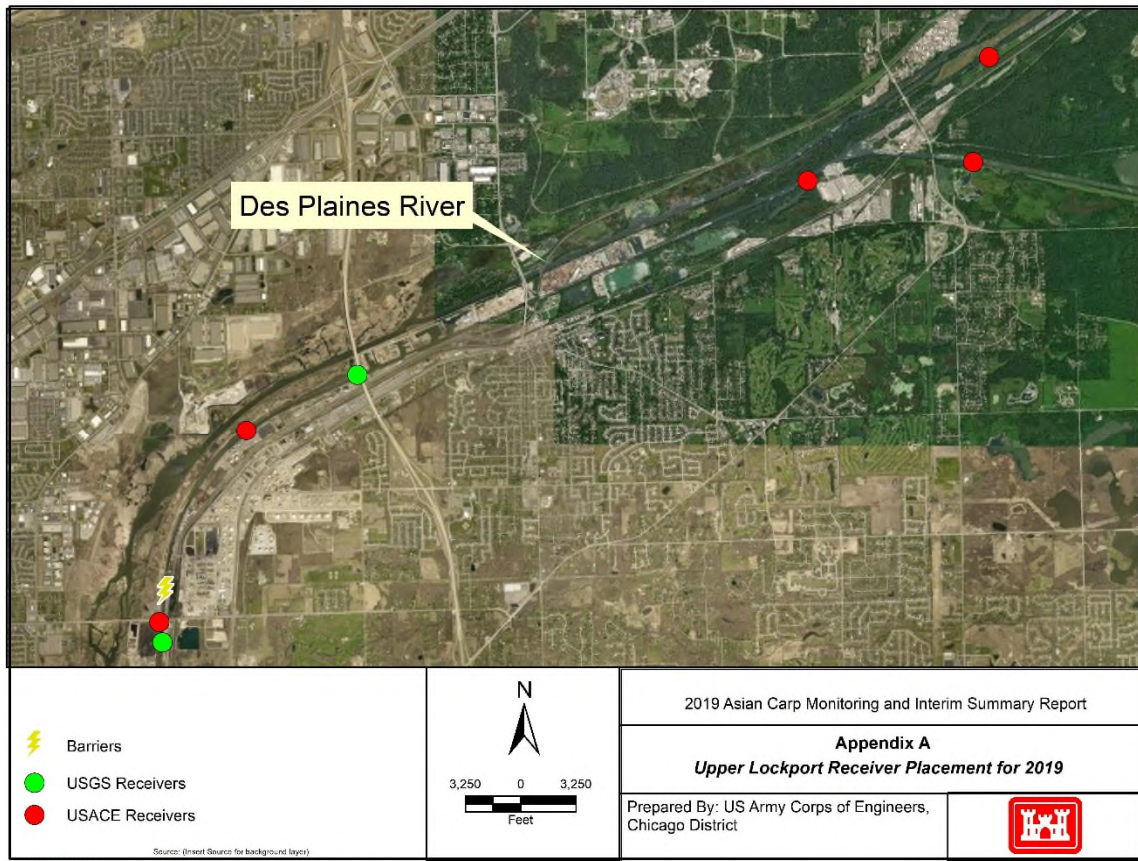 Des Plaines River
Barriers
USGS Receivers
USACE Receivers
Source: (Insert Source for background layer)
N
3,250 0 3,250
Feet
2019 Asian Carp Monitoring and Interim Summary Report
Appendix A
Upper Lockport Receiver Placement for 2019
Prepared By: US Army Corps of Engineers,
Chicago District